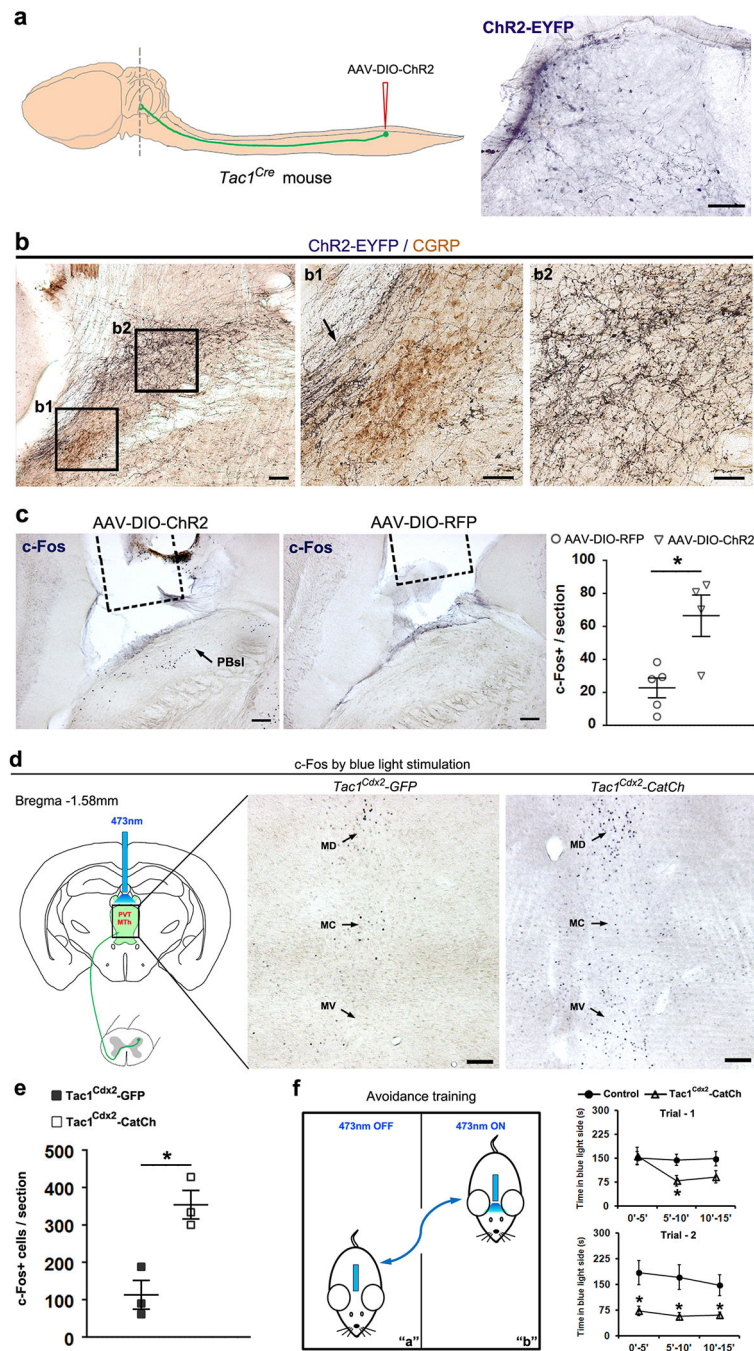 a
AAV-DIO-ChR2
Tac1Cre mouse
ChR2-EYFP
b
ChR2-EYFP / CGRP
b2
b1
b1
b2
c
AAV-DIO-ChR2
AAV-DIO-RFP
c-Fos
c-Fos
PBsl
○ AAV-DIO-RFP ▽ AAV-DIO-ChR2
*
c-Fos+ / section
100
80
60
40
20
0
d
c-Fos by blue light stimulation
Bregma -1.58mm
Tac1Cdx2-GFP
Tac1Cdx2-CatCh
473nm
PVT
MTh
MD
MC
MV
MD
MC
MV
e
Tac1Cdx2-GFP
Tac1Cdx2-CatCh
*
c-Fos+ cells / section
500
400
300
200
100
0
f
Avoidance training
473nm OFF
473nm ON
"a"
"b"
Control Tac1Cdx2-CatCh
Trial - 1
Time in blue light side (s)
300
225
150
75
0
*
0'-5' 5'-10' 10'-15'
Trial - 2
Time in blue light side (s)
300
225
150
75
0
* * *
0'-5' 5'-10' 10'-15'